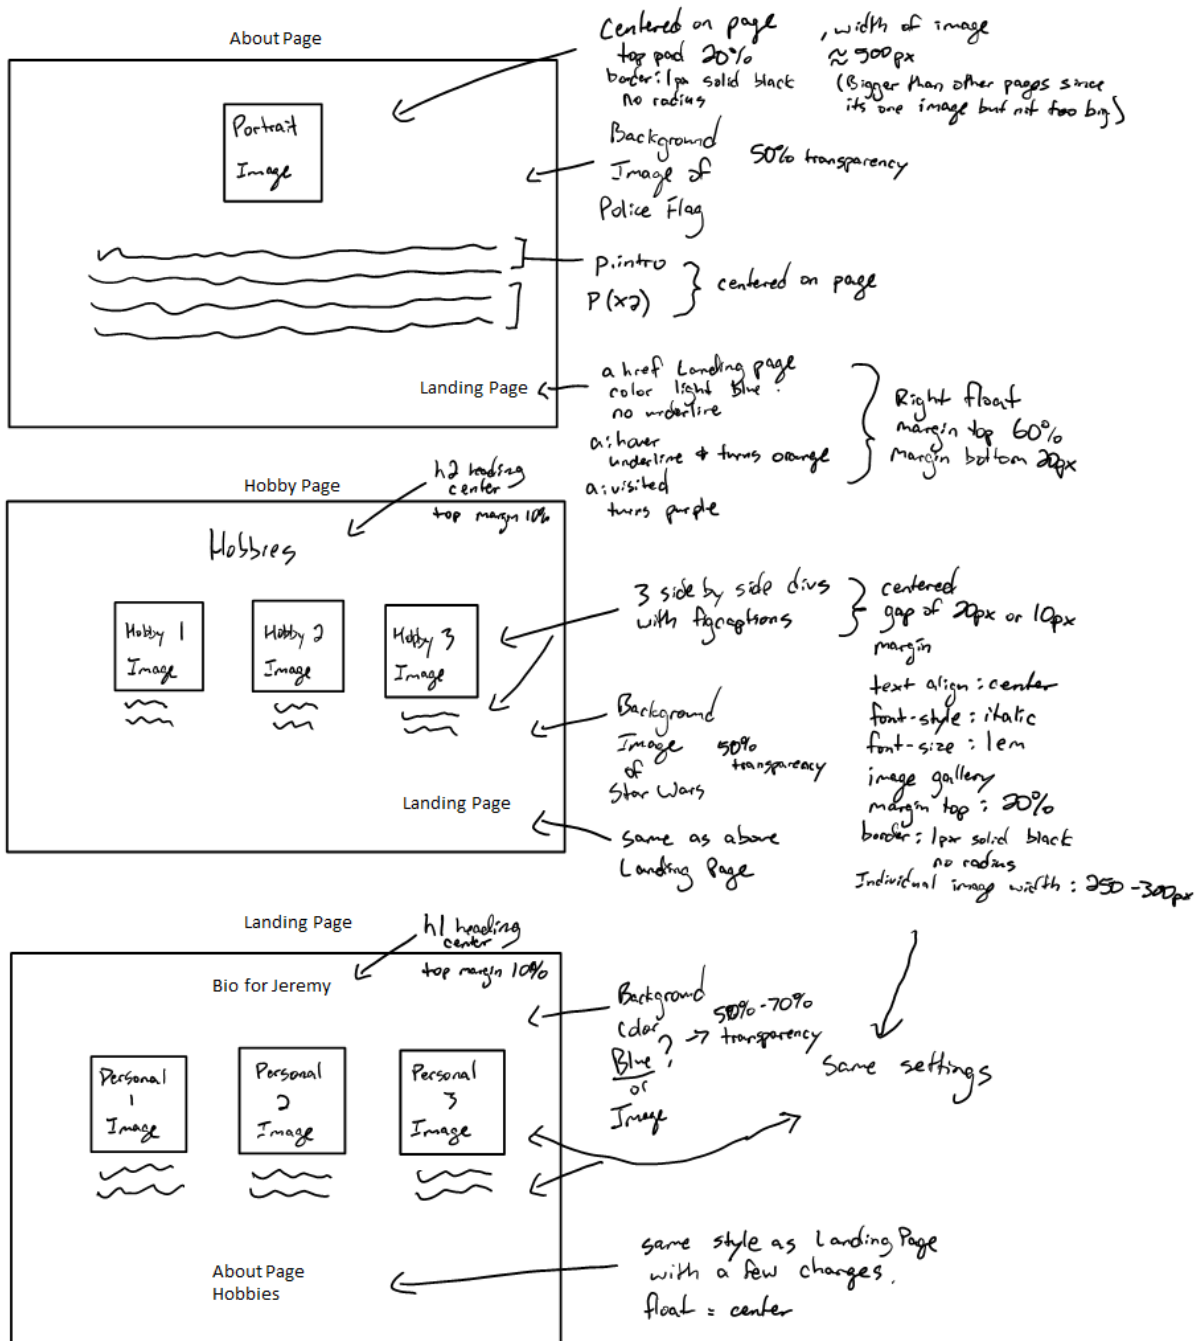 About Page
Portrait
Image
Landing Page
Centered on page
top pad 20%
border: 1px solid black
no radius
, width of image
≈ 500px
(Bigger than other pages since
its one image but not too big)
Background
Image of
Police Flag
50% transparency
p.intro
P (x2)
centered on page
a href Landing page
color light blue
no underline
a:hover
underline & turns orange
a:visited
turns purple
Right float
margin top 60%
margin bottom 20px
Hobby Page
h2 heading
center
top margin 10%
Hobbies
Hobby 1
Image
Hobby 2
Image
Hobby 3
Image
Landing Page
3 side by side divs
with figcaptions
centered
gap of 20px or 10px
margin
text align: center
font-style: italic
font-size: 1em
image gallery
margin top: 20%
border: 1px solid black
no radius
Individual image width: 250-300px
Background
Image
of
Star Wars
50%
transparency
same as above
Landing Page
Landing Page
h1 heading
center
top margin 10%
Bio for Jeremy
Personal
1
Image
Personal
2
Image
Personal
3
Image
About Page
Hobbies
Background
Color
Blue ?
or
Image
→ 50%-70%
transparency
same settings
same style as Landing Page
with a few changes.
float = center